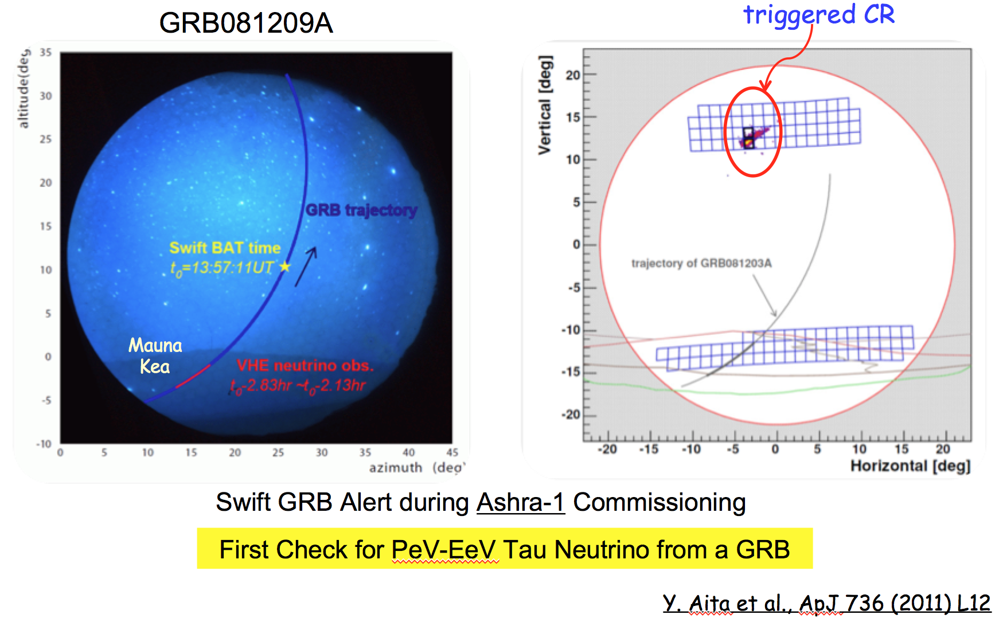 GRB081209A
triggered CR
altitude(deg
35
30
25
20
15
10
5
0
-5
-10
0 5 10 15 20 25 30 35 40 45
azimuth (deg)
GRB trajectory
Swift BAT time
t0=13:57:11UT
Mauna
Kea
VHE neutrino obs.
t0-2.83hr ~t0-2.13hr
Vertical [deg]
20
15
10
5
0
-5
-10
-15
-20
-20 -15 -10 -5 0 5 10 15 20
Horizontal [deg]
trajectory of GRB081203A
Swift GRB Alert during Ashra-1 Commissioning
First Check for PeV-EeV Tau Neutrino from a GRB
Y. Aita et al., ApJ 736 (2011) L12